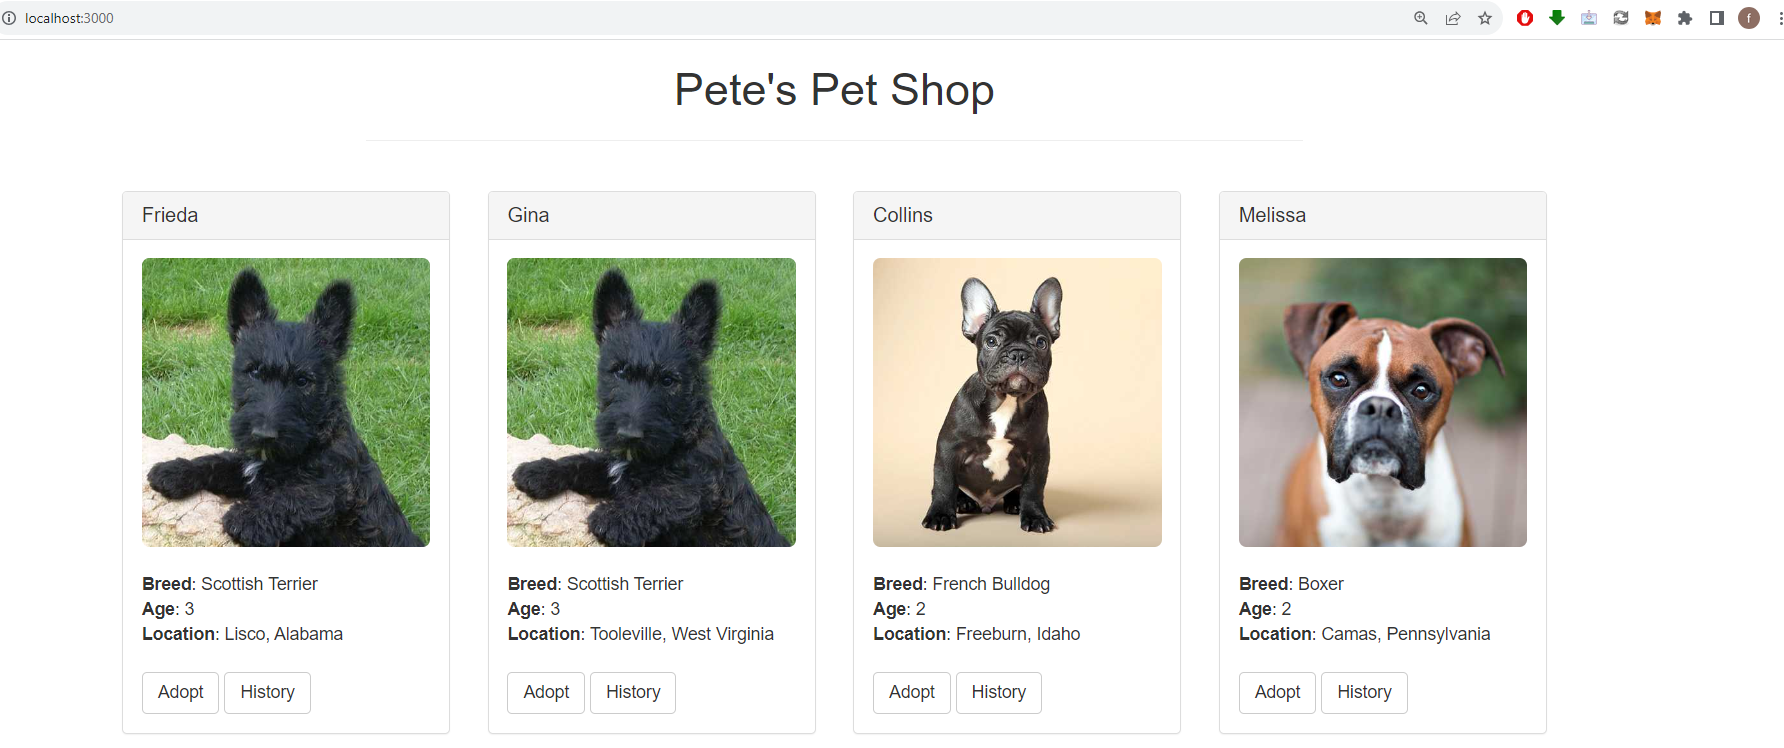 localhost:3000
f
Pete's Pet Shop
Frieda
Breed: Scottish Terrier
Age: 3
Location: Lisco, Alabama
Adopt History
Gina
Breed: Scottish Terrier
Age: 3
Location: Tooleville, West Virginia
Adopt History
Collins
Breed: French Bulldog
Age: 2
Location: Freeburn, Idaho
Adopt History
Melissa
Breed: Boxer
Age: 2
Location: Camas, Pennsylvania
Adopt History